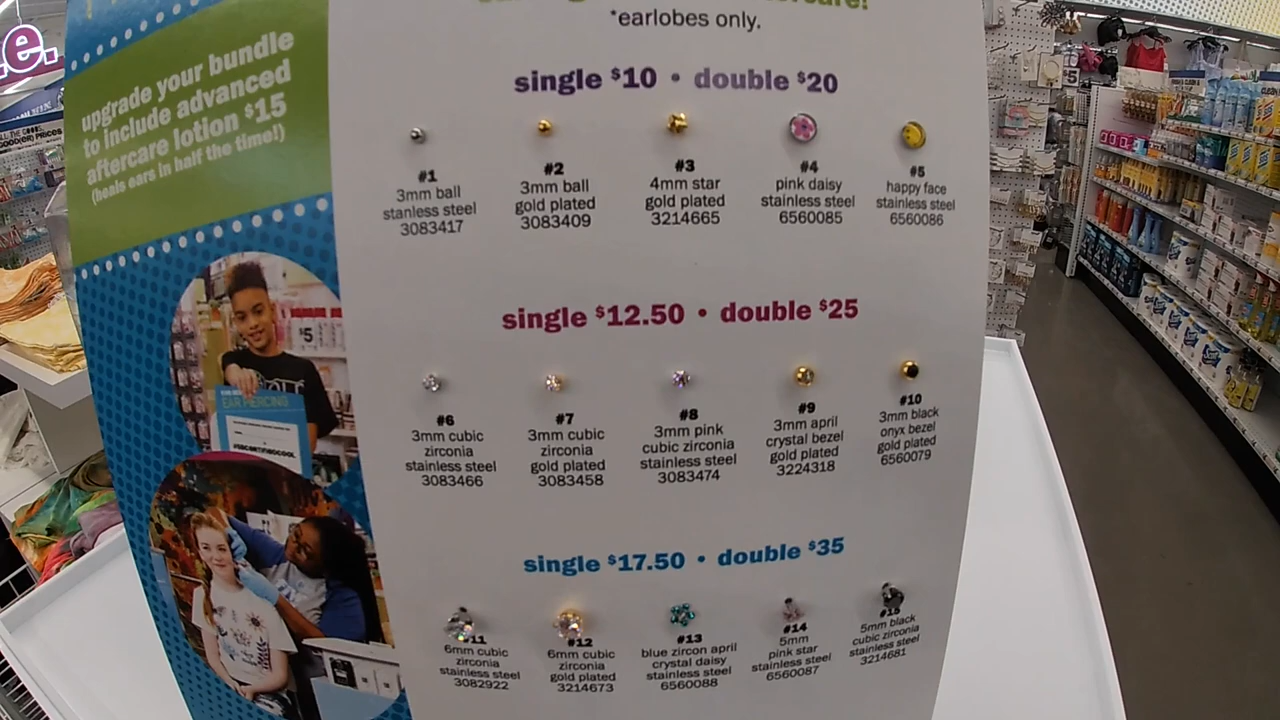 e.
upgrade your bundle
to include advanced
aftercare lotion $15
(heals ears in half the time!)
*earlobes only.
single $10 • double $20
#1
3mm ball
stanless steel
3083417
#2
3mm ball
gold plated
3083409
#3
4mm star
gold plated
3214665
#4
pink daisy
stainless steel
6560085
#5
happy face
stainless steel
6560086
single $12.50 • double $25
#6
3mm cubic
zirconia
stainless steel
3083466
#7
3mm cubic
zirconia
gold plated
3083458
#8
3mm pink
cubic zirconia
stainless steel
3083474
#9
3mm april
crystal bezel
gold plated
3224318
#10
3mm black
onyx bezel
gold plated
6560079
single $17.50 • double $35
#11
6mm cubic
zirconia
stainless steel
3082922
#12
6mm cubic
zirconia
gold plated
3214673
#13
blue zircon april
crystal daisy
stainless steel
6560088
#14
5mm
pink star
stainless steel
6560087
#15
5mm black
cubic zirconia
stainless steel
3214681
$5
EAR PIERCING
$5
Scott